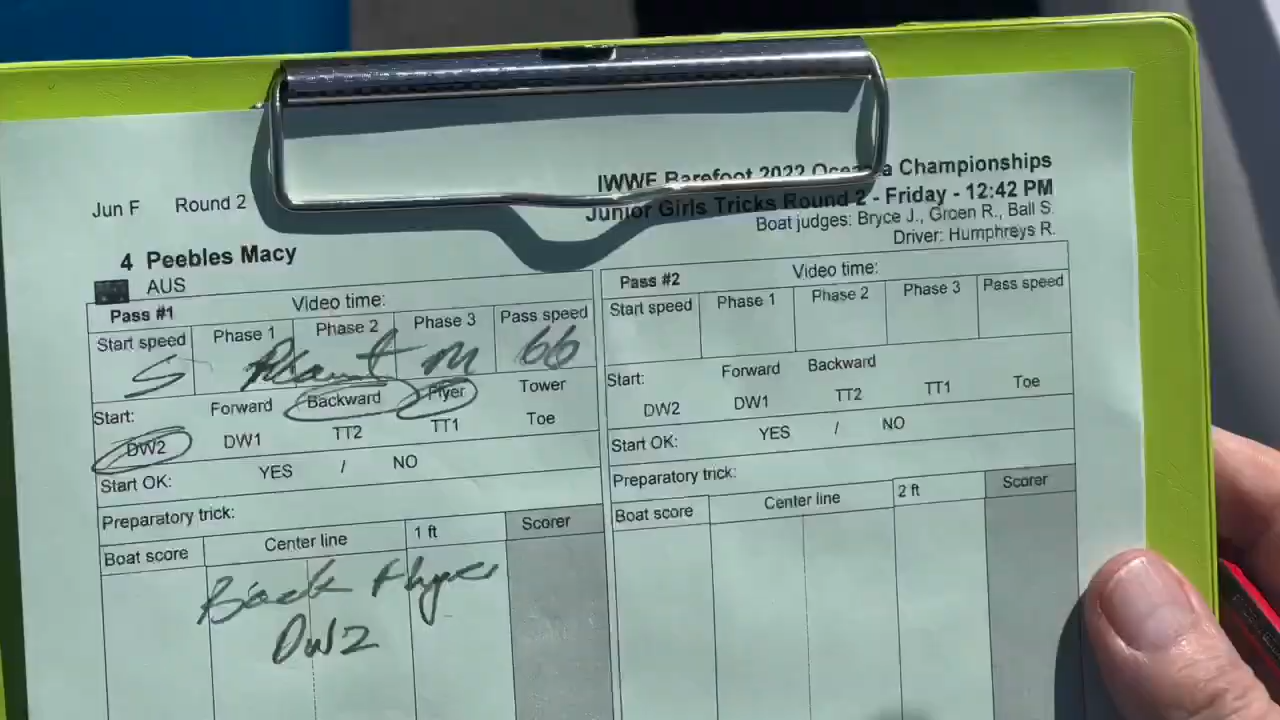 Jun F Round 2
IWWF Barefoot 2022 Oceania Championships
Junior Girls Tricks Round 2 - Friday - 12:42 PM
Boat judges: Bryce J., Groen R., Ball S.
Driver: Humphreys R.
4 Peebles Macy
AUS
Pass #1 Video time:
Start speed Phase 1 Phase 2 Phase 3 Pass speed
S m 66
Start: Forward Backward Flyer Tower
DW2 DW1 TT2 TT1 Toe
Start OK: YES / NO
Preparatory trick:
Boat score Center line 1 ft Scorer
Back Flyer
DW2
Pass #2 Video time:
Start speed Phase 1 Phase 2 Phase 3 Pass speed
Start: Forward Backward
DW2 DW1 TT2 TT1 Toe
Start OK: YES / NO
Preparatory trick:
Boat score Center line 2 ft Scorer